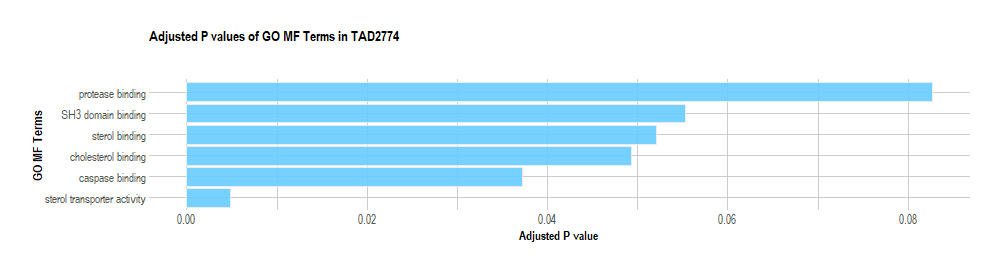 Adjusted P values of GO MF Terms in TAD2774
GO MF Terms
protease binding
SH3 domain binding
sterol binding
cholesterol binding
caspase binding
sterol transporter activity
0.00 0.02 0.04 0.06 0.08
Adjusted P value